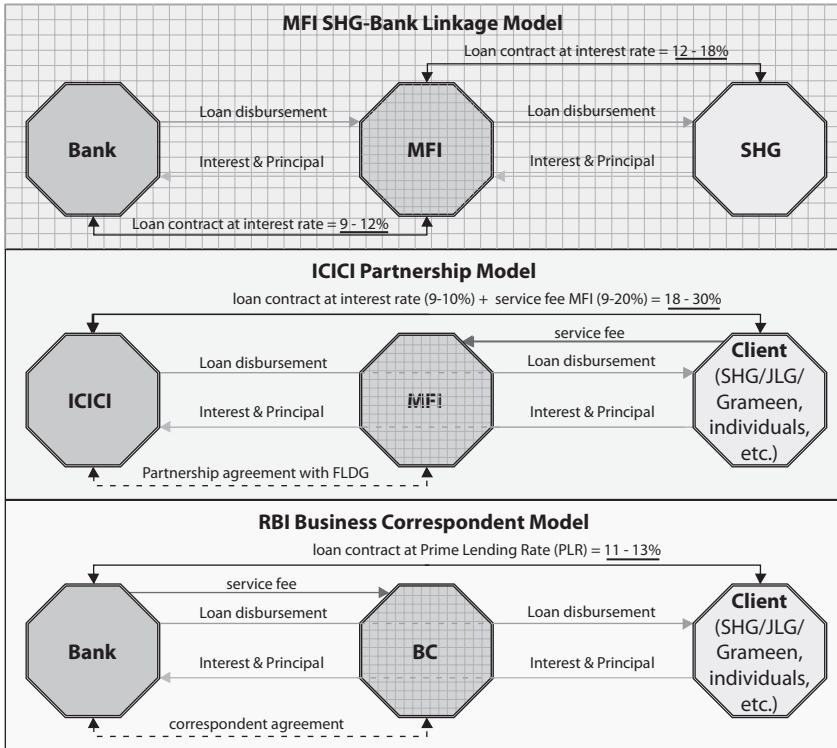 MFI SHG-Bank Linkage Model
Loan contract at interest rate = 12 - 18%
Loan disbursement
Loan disbursement
Bank
MFI
SHG
Interest & Principal
Interest & Principal
Loan contract at interest rate = 9 - 12%
ICICI Partnership Model
loan contract at interest rate (9-10%) + service fee MFI (9-20%) = 18 - 30%
service fee
Loan disbursement
Loan disbursement
ICICI
MFI
Client
(SHG/JLG/
Grameen,
individuals,
etc.)
Interest & Principal
Interest & Principal
Partnership agreement with FLDG
RBI Business Correspondent Model
loan contract at Prime Lending Rate (PLR) = 11 - 13%
service fee
Loan disbursement
Loan disbursement
Bank
BC
Client
(SHG/JLG/
Grameen,
individuals,
etc.)
Interest & Principal
Interest & Principal
correspondent agreement